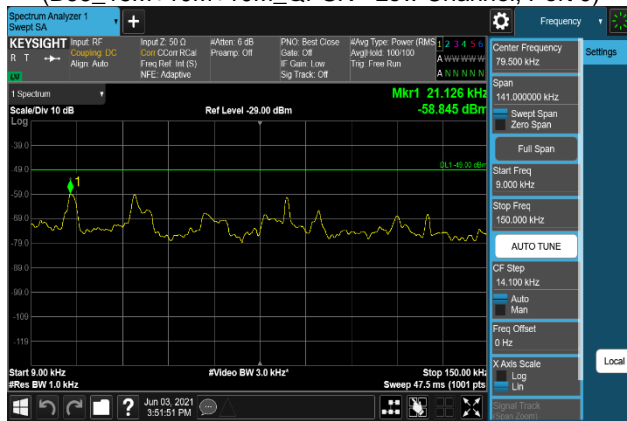 Spectrum Analyzer 1
Swept SA
+
Frequency
KEYSIGHT
Input: RF
Coupling: DC
Align: Auto
Input Z: 50 Ω
Corr CCorr RCal
Freq Ref: Int (S)
NFE: Adaptive
#Atten: 6 dB
Preamp: Off
PNO: Best Close
Gate: Off
IF Gain: Low
Sig Track: Off
#Avg Type: Power (RMS
Avg|Hold: 100/100
Trig: Free Run
1 2 3 4 5 6
A W W W W W
A N N N N N
R T
LXI
1 Spectrum
Scale/Div 10 dB
Log
Ref Level -29.00 dBm
Mkr1 21.126 kHz
-58.845 dBm
DL1 -49.00 dBm
1
-39.0
-49.0
-59.0
-69.0
-79.0
-89.0
-99.0
-109
-119
Start 9.00 kHz
#Res BW 1.0 kHz
#Video BW 3.0 kHz*
Stop 150.00 kHz
Sweep 47.5 ms (1001 pts
Jun 03, 2021
3:51:51 PM
?
Center Frequency
79.500 kHz
Settings
Span
141.000000 kHz
Swept Span
Zero Span
Full Span
Start Freq
9.000 kHz
Stop Freq
150.000 kHz
AUTO TUNE
CF Step
14.100 kHz
Auto
Man
Freq Offset
0 Hz
X Axis Scale
Log
Lin
Local
Signal Track
(Span Zoom)